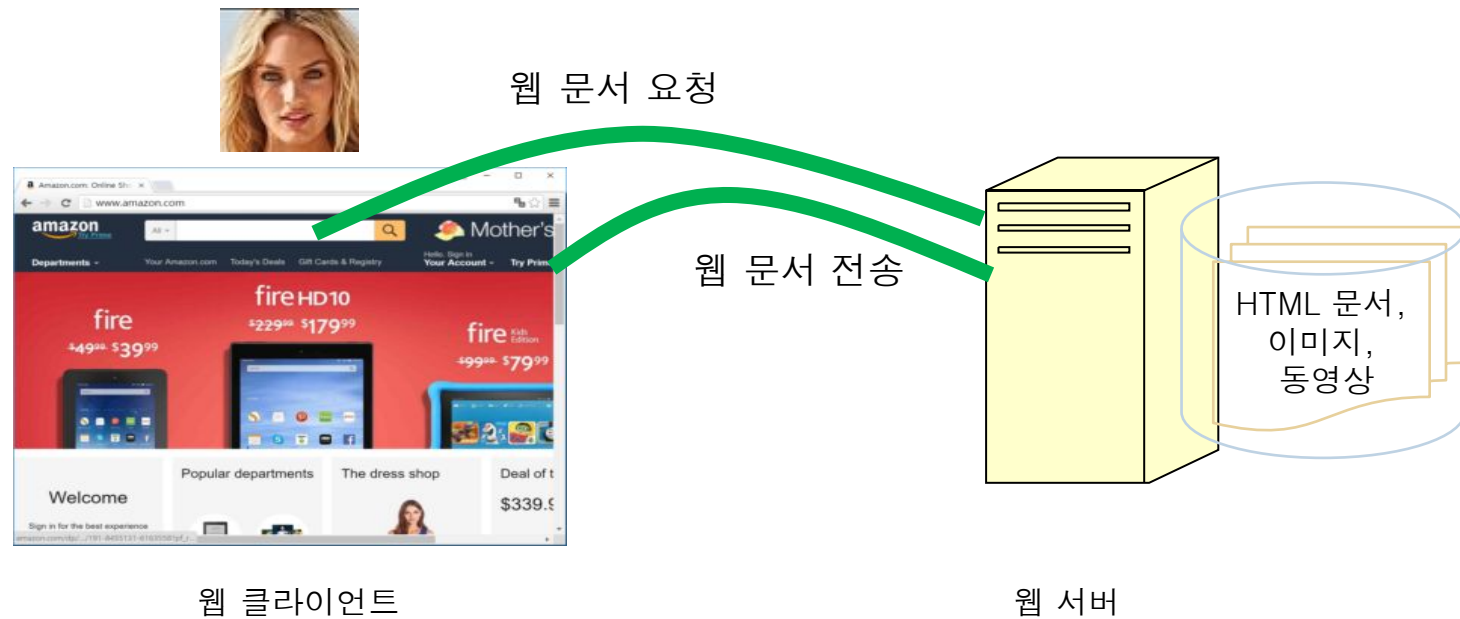 웹 문서 요청
Amazon.com: Online Sh
www.amazon.com
amazon
Try Prime
All
Mother's
Departments
Your Amazon.com Today's Deals Gift Cards & Registry
Hello. Sign in
Your Account
Try Prim
웹 문서 전송
fire
$49.99 $39.99
fire HD10
$229.99 $179.99
fire Kids Edition
$99.99 $79.99
HTML 문서,
이미지,
동영상
Welcome
Sign in for the best experience
Popular departments
The dress shop
Deal of t
$339.9
웹 클라이언트
웹 서버